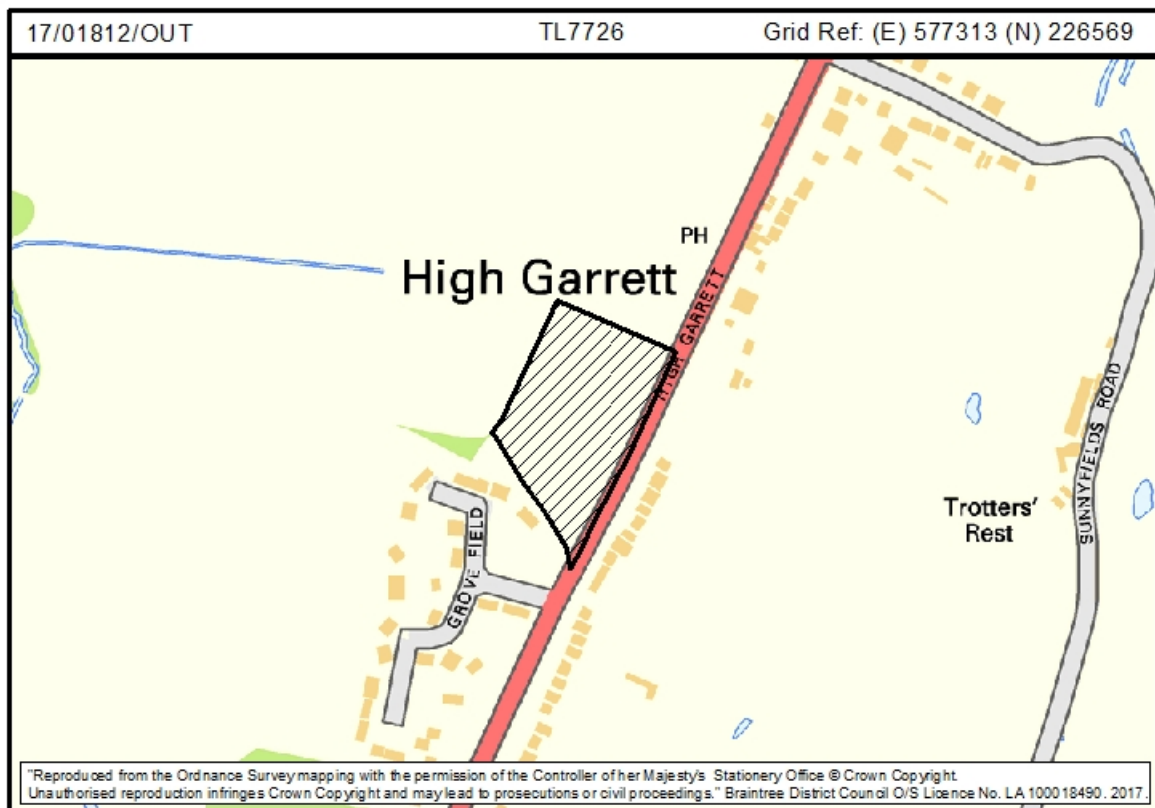 17/01812/OUT TL7726 Grid Ref: (E) 577313 (N) 226569
PH
High Garrett
HIGH GARRETT
Trotters'
Rest
SUNNYFIELDS ROAD
GROVE FIELD
"Reproduced from the Ordnance Survey mapping with the permission of the Controller of her Majesty's Stationery Office © Crown Copyright.
Unauthorised reproduction infringes Crown Copyright and may lead to prosecutions or civil proceedings." Braintree District Council O/S Licence No. LA 100018490. 2017.